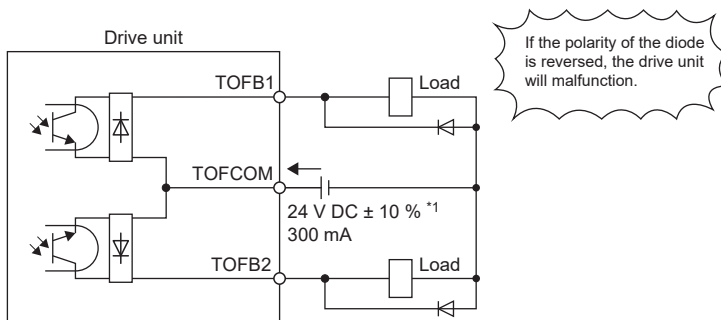 Drive unit
If the polarity of the diode
is reversed, the drive unit
will malfunction.
TOFB1
Load
TOFCOM
24 V DC ± 10 % *1
300 mA
TOFB2
Load